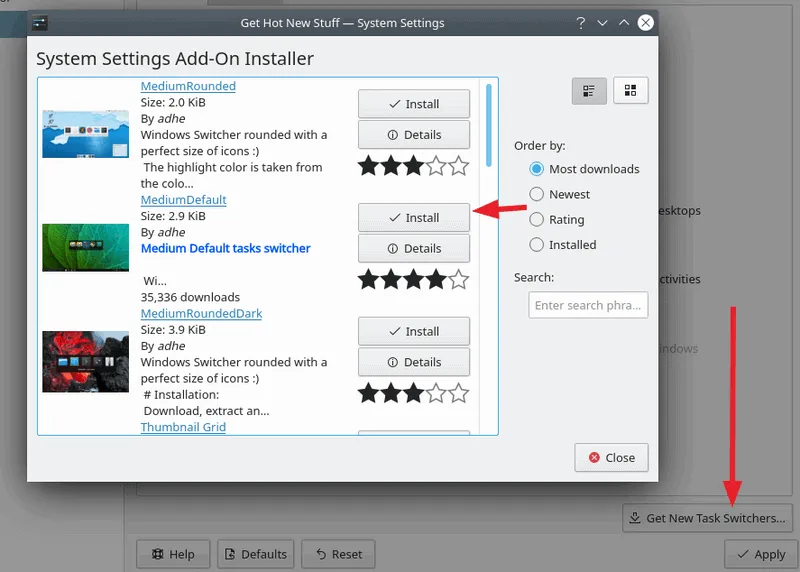 Get Hot New Stuff — System Settings
System Settings Add-On Installer
MediumRounded
Size: 2.0 KiB
By adhe
Windows Switcher rounded with a
perfect size of icons :)
The highlight color is taken from
the colo...
Install
Details
MediumDefault
Size: 2.9 KiB
By adhe
Medium Default tasks switcher
Wi...
35,336 downloads
Install
Details
MediumRoundedDark
Size: 3.9 KiB
By adhe
Windows Switcher rounded with a
perfect size of icons :)
# Installation:
Download, extract an...
Install
Details
Thumbnail Grid
Order by:
Most downloads
Newest
Rating
Installed
Search:
Enter search phra...
Close
esktops
ctivities
indows
Get New Task Switchers...
Help
Defaults
Reset
Apply